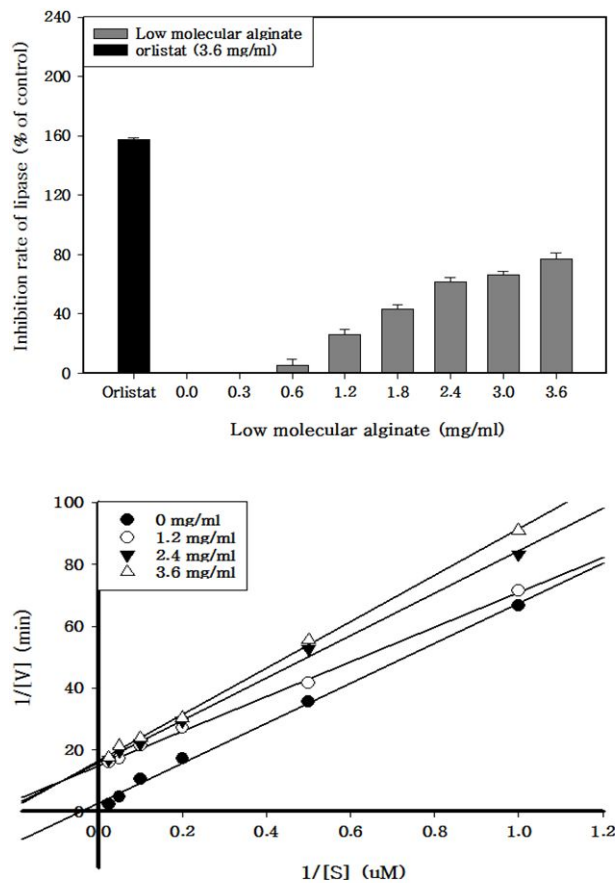 240
200
160
120
80
40
0
Inhibition rate of lipase (% of control)
Low molecular alginate
orlistat (3.6 mg/ml)
Orlistat 0.0 0.3 0.6 1.2 1.8 2.4 3.0 3.6
Low molecular alginate (mg/ml)
100
80
60
40
20
0
1/[V] (min)
0 mg/ml
1.2 mg/ml
2.4 mg/ml
3.6 mg/ml
0.0 0.2 0.4 0.6 0.8 1.0 1.2
1/[S] (uM)